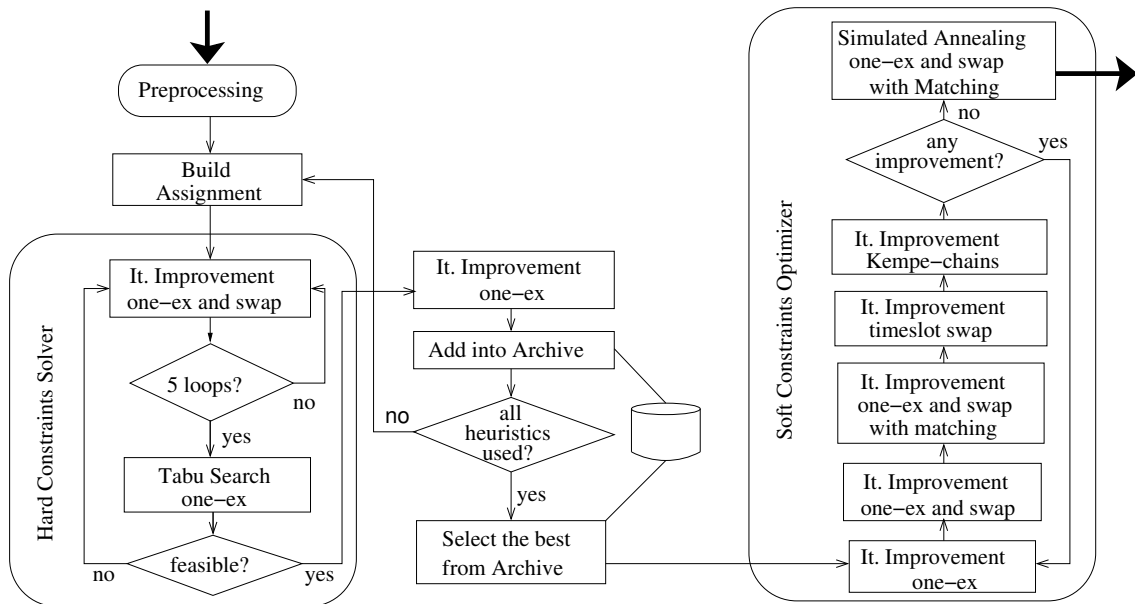 Preprocessing
Build
Assignment
Hard Constraints Solver
It. Improvement
one−ex and swap
5 loops?
no
yes
Tabu Search
one−ex
feasible?
no
yes
It. Improvement
one−ex
Add into Archive
all
heuristics
used?
no
yes
Select the best
from Archive
Soft Constraints Optimizer
Simulated Annealing
one−ex and swap
with Matching
no
any
improvement?
yes
It. Improvement
Kempe−chains
It. Improvement
timeslot swap
It. Improvement
one−ex and swap
with matching
It. Improvement
one−ex and swap
It. Improvement
one−ex